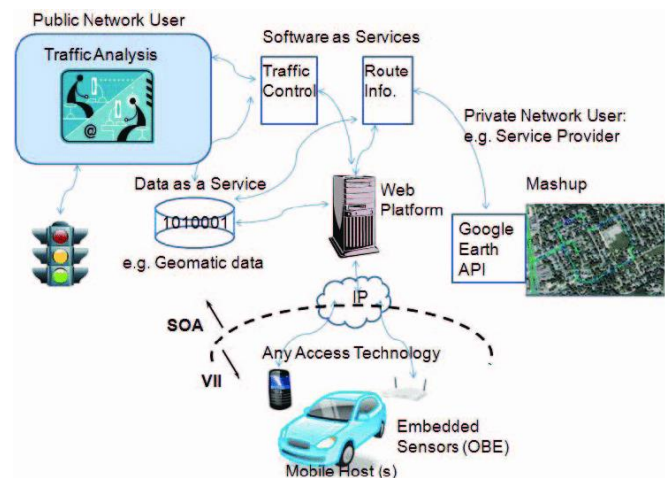 Public Network User
Traffic Analysis
@
Software as Services
Traffic
Control
Route
Info.
Private Network User:
e.g. Service Provider
Data as a Service
1010001
e.g. Geomatic data
Web
Platform
Mashup
Google
Earth
API
IP
SOA
VII
Any Access Technology
Embedded
Sensors (OBE)
Mobile Host (s)